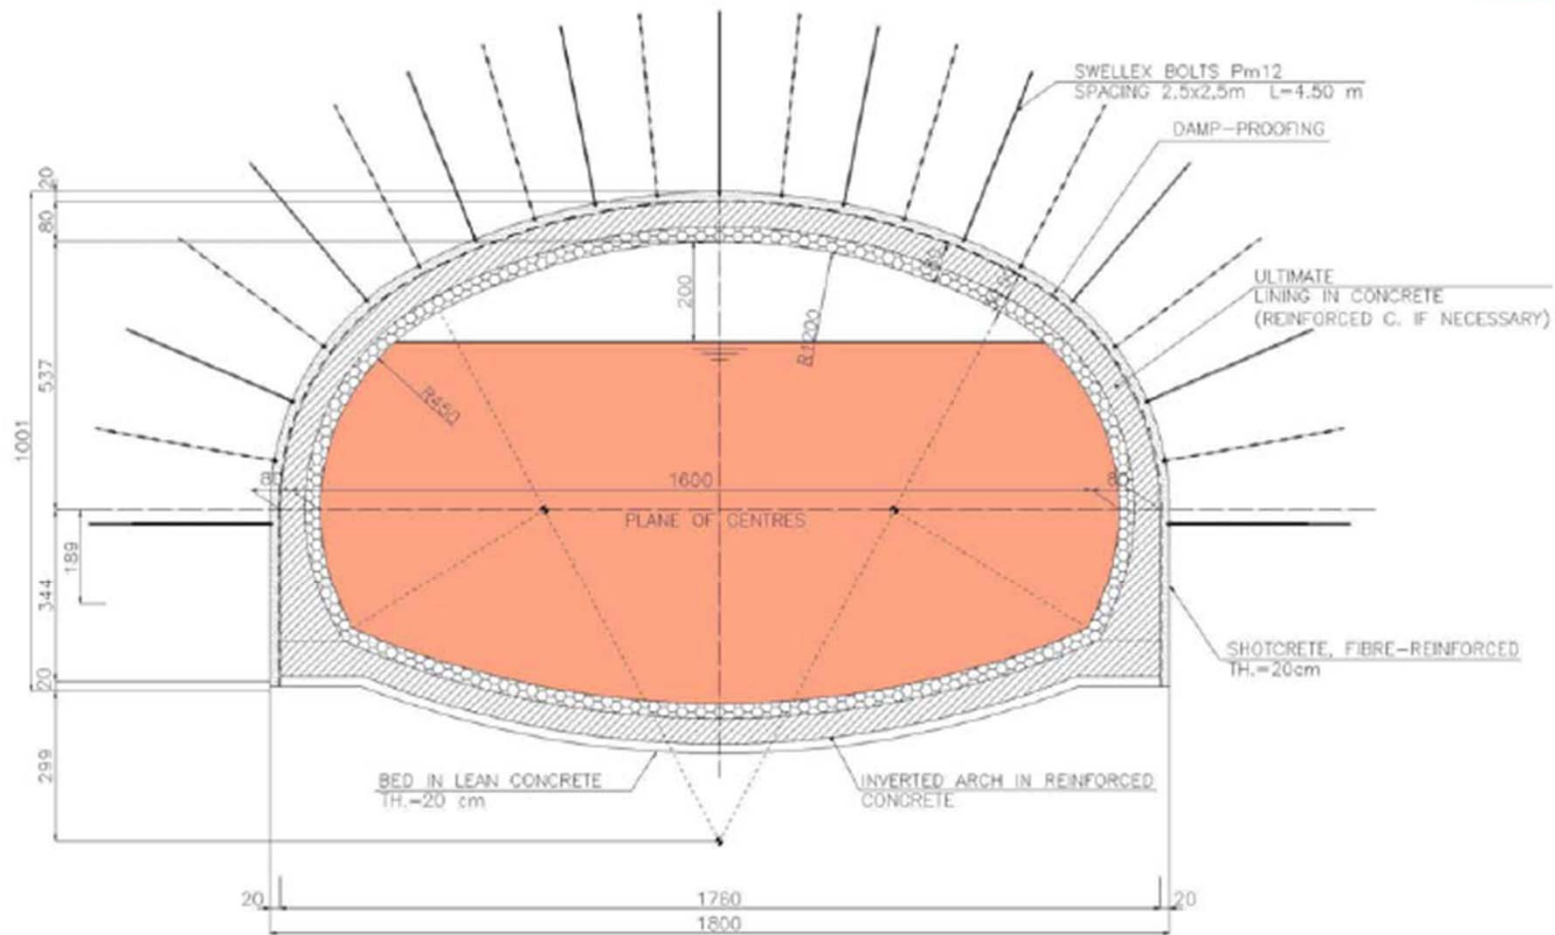 SWELLEX BOLTS Pm12
SPACING 2.5x2.5m L=4.50 m
DAMP-PROOFING
20
80
ULTIMATE
LINING IN CONCRETE
(REINFORCED C. IF NECESSARY)
200
R1200
537
R450
1001
80
1600
80
PLANE OF CENTRES
189
344
SHOTCRETE, FIBRE-REINFORCED
TH.=20cm
20
299
BED IN LEAN CONCRETE
TH.=20 cm
INVERTED ARCH IN REINFORCED
CONCRETE
20
1760
20
1800